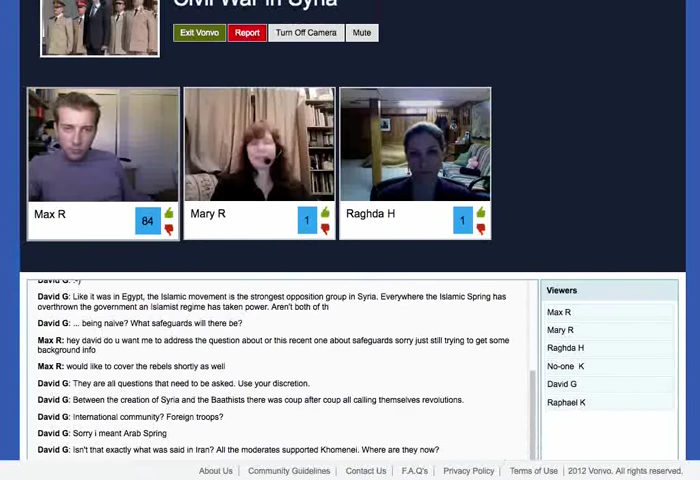 Civil War in Syria
Exit Vonvo Report Turn Off Camera Mute
Max R 84
Mary R 1
Raghda H 1
David G: :-)
David G: Like it was in Egypt, the Islamic movement is the strongest opposition group in Syria. Everywhere the Islamic Spring has
overthrown the government an Islamist regime has taken power. Aren't both of th
David G: ... being naive? What safeguards will there be?
Max R: hey david do u want me to address the question about or this recent one about safeguards sorry just still trying to get some
background info
Max R: would like to cover the rebels shortly as well
David G: They are all questions that need to be asked. Use your discretion.
David G: Between the creation of Syria and the Baathists there was coup after coup all calling themselves revolutions.
David G: International community? Foreign troops?
David G: Sorry i meant Arab Spring
David G: Isn't that exactly what was said in Iran? All the moderates supported Khomenei. Where are they now?
Viewers
Max R
Mary R
Raghda H
No-one K
David G
Raphael K
About Us | Community Guidelines | Contact Us | F.A.Q's | Privacy Policy | Terms of Use | 2012 Vonvo. All rights reserved.